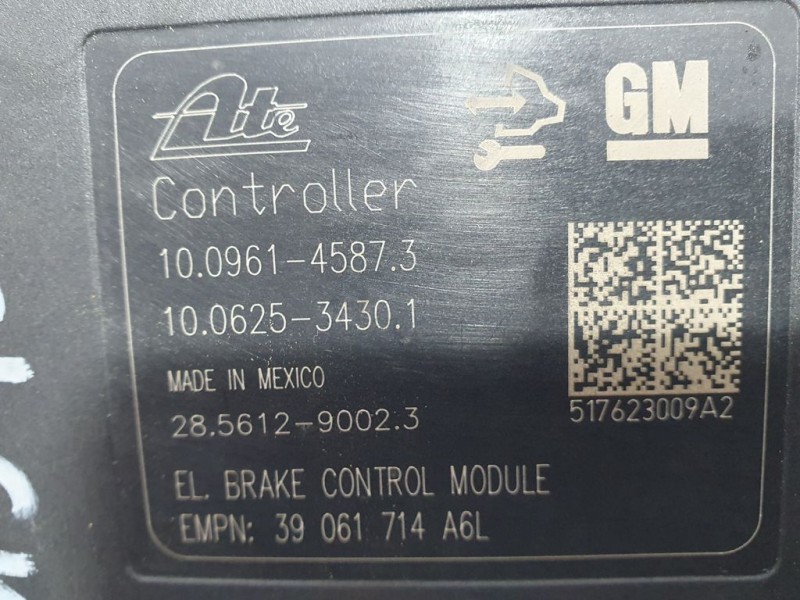 Ate
GM
Controller
10.0961-4587.3
10.0625-3430.1
MADE IN MEXICO
28.5612-9002.3
517623009A2
EL. BRAKE CONTROL MODULE
EMPN: 39 061 714 A6L